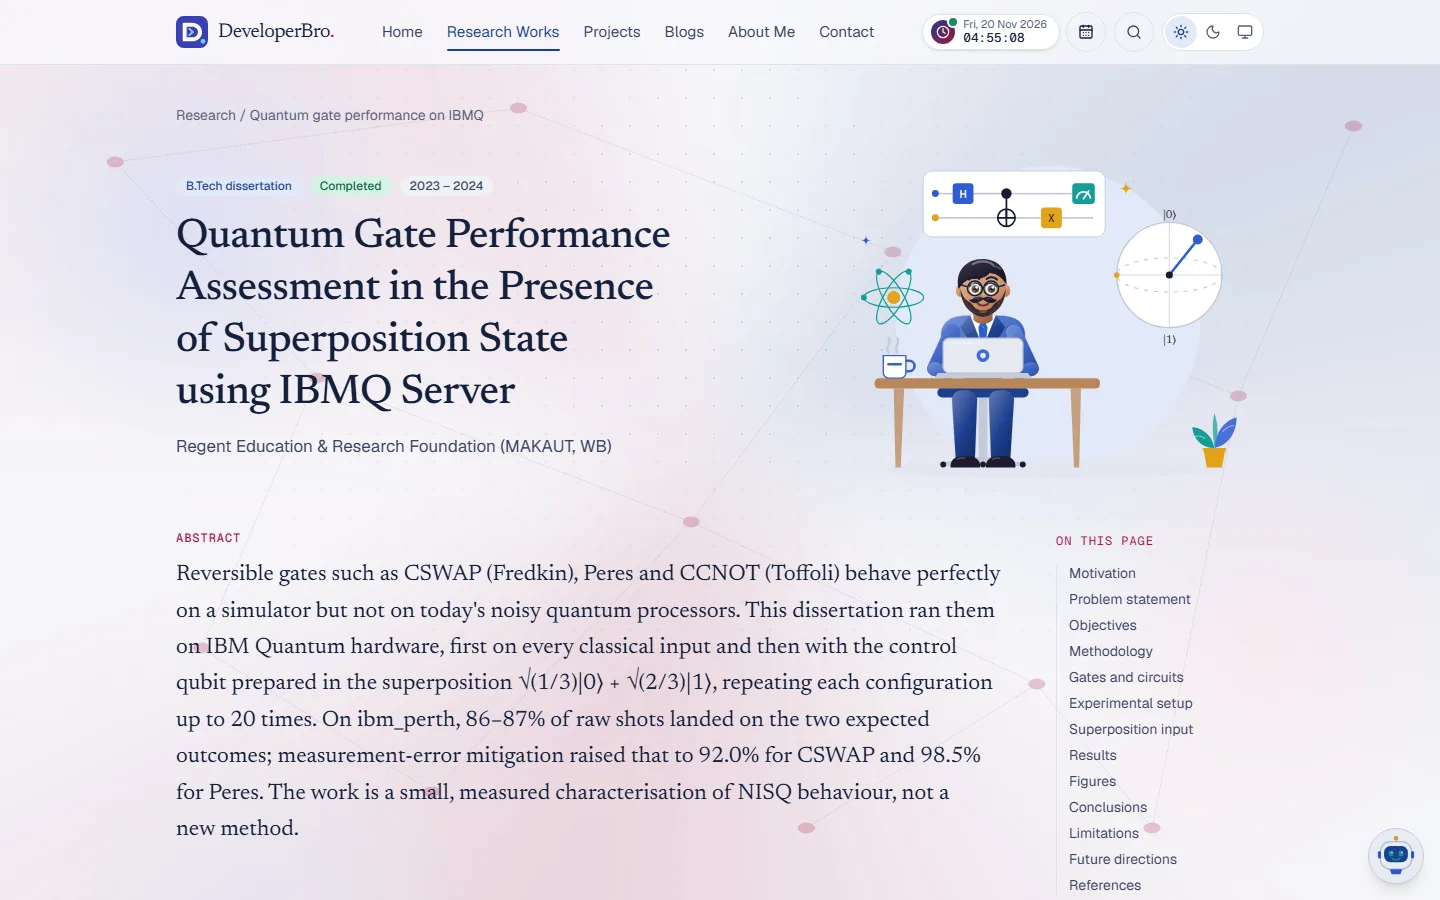 DeveloperBro.
Home
Research Works
Projects
Blogs
About Me
Contact
Fri, 20 Nov 2026
04:55:08
Research / Quantum gate performance on IBMQ
B.Tech dissertation
Completed
2023 – 2024
Quantum Gate Performance
Assessment in the Presence
of Superposition State
using IBMQ Server
Regent Education & Research Foundation (MAKAUT, WB)
H
X
|0⟩
|1⟩
ABSTRACT
Reversible gates such as CSWAP (Fredkin), Peres and CCNOT (Toffoli) behave perfectly
on a simulator but not on today's noisy quantum processors. This dissertation ran them
on IBM Quantum hardware, first on every classical input and then with the control
qubit prepared in the superposition √(1/3)|0⟩ + √(2/3)|1⟩, repeating each configuration
up to 20 times. On ibm_perth, 86–87% of raw shots landed on the two expected
outcomes; measurement-error mitigation raised that to 92.0% for CSWAP and 98.5%
for Peres. The work is a small, measured characterisation of NISQ behaviour, not a
new method.
ON THIS PAGE
Motivation
Problem statement
Objectives
Methodology
Gates and circuits
Experimental setup
Superposition input
Results
Figures
Conclusions
Limitations
Future directions
References